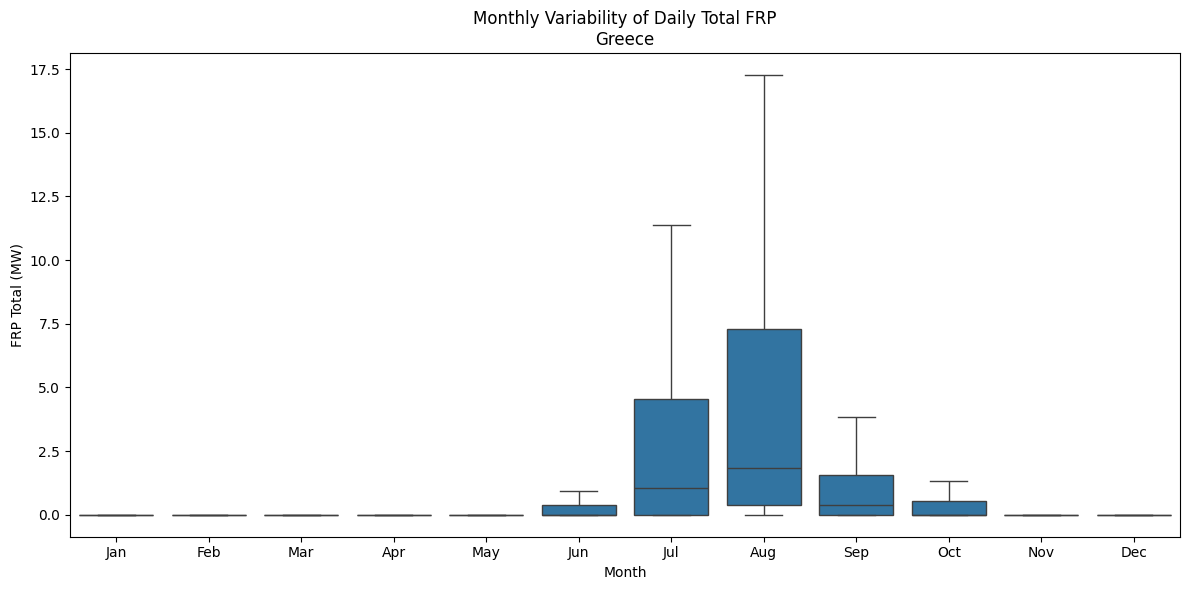 Monthly Variability of Daily Total FRP
Greece
FRP Total (MW)
17.5
15.0
12.5
10.0
7.5
5.0
2.5
0.0
Jan Feb Mar Apr May Jun Jul Aug Sep Oct Nov Dec
Month